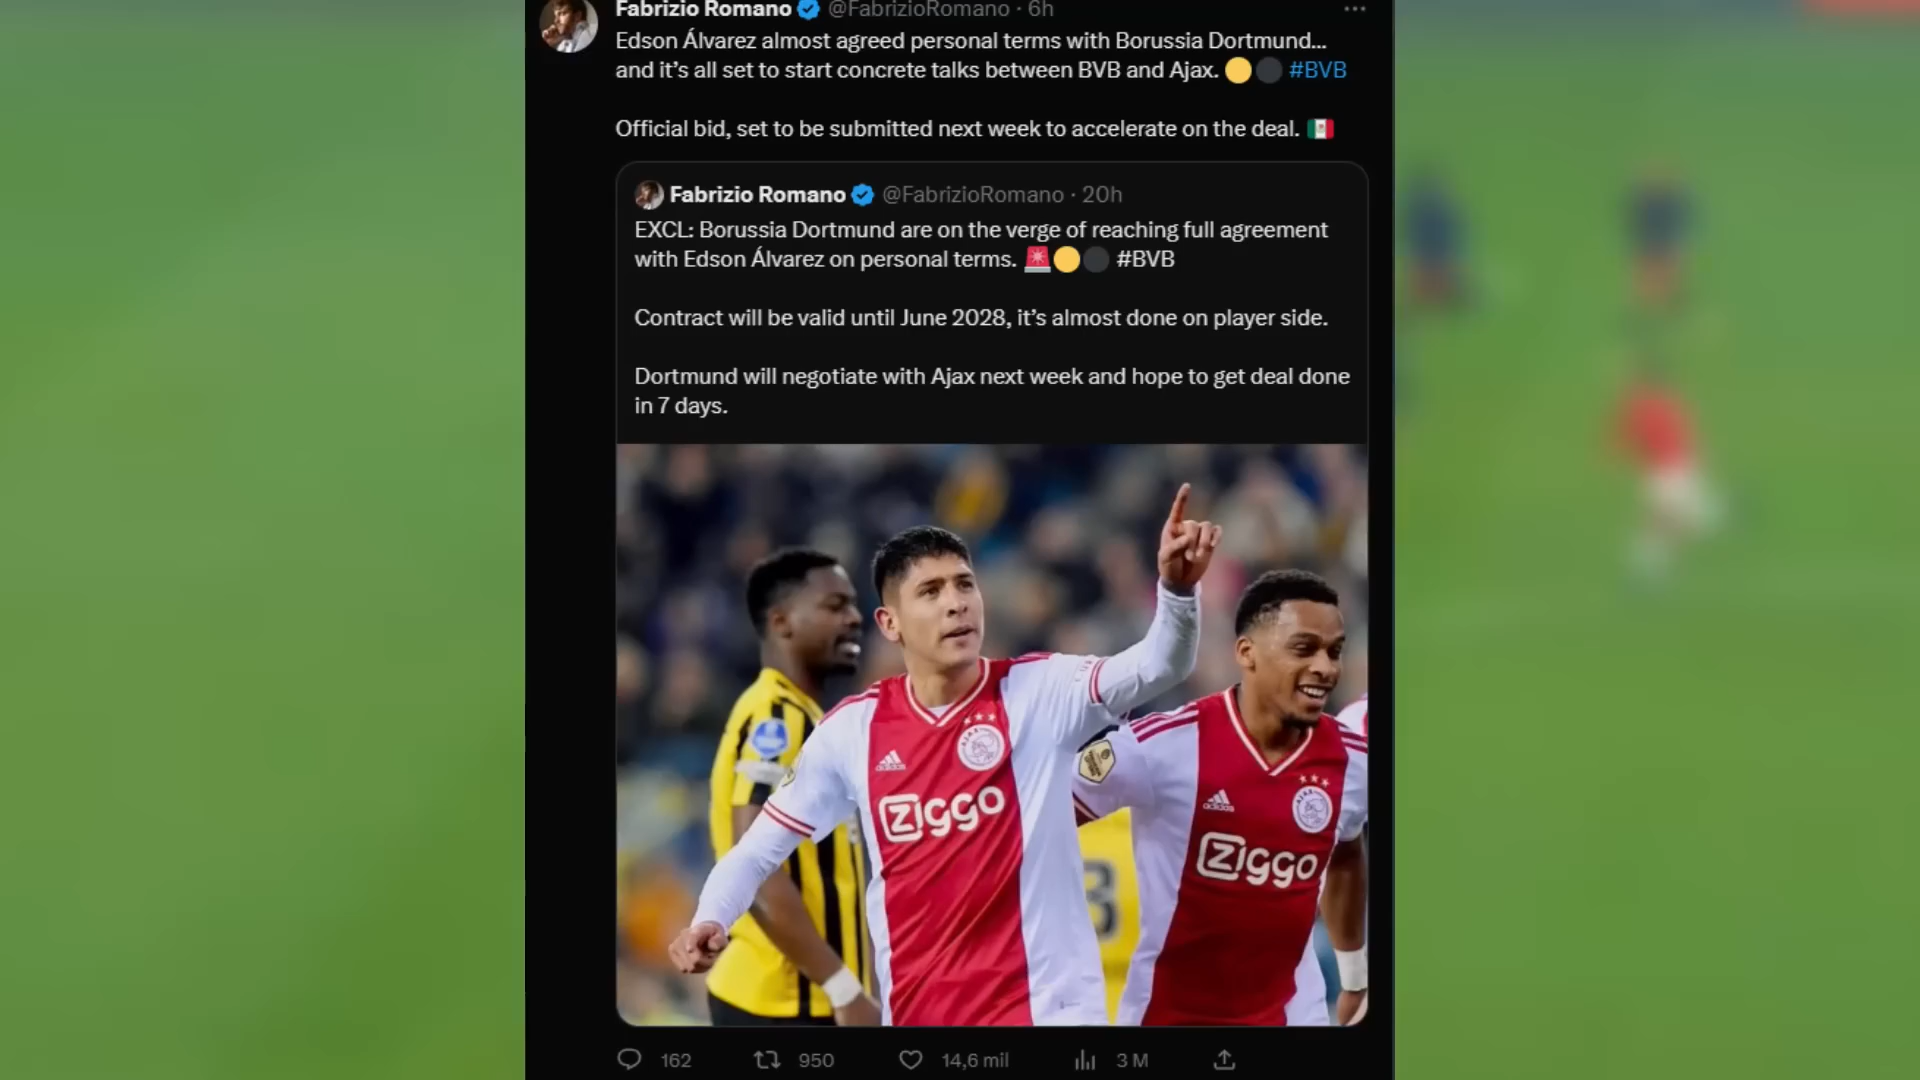 Fabrizio Romano @FabrizioRomano · 6h
Edson Álvarez almost agreed personal terms with Borussia Dortmund...
and it’s all set to start concrete talks between BVB and Ajax. 🟡⚫ #BVB
Official bid, set to be submitted next week to accelerate on the deal. 🇲🇽
Fabrizio Romano @FabrizioRomano · 20h
EXCL: Borussia Dortmund are on the verge of reaching full agreement
with Edson Álvarez on personal terms. 🚨🟡⚫ #BVB
Contract will be valid until June 2028, it’s almost done on player side.
Dortmund will negotiate with Ajax next week and hope to get deal done
in 7 days.
AJAX
adidas
Ziggo
adidas
Ziggo
3
162 950 14,6 mil 3 M